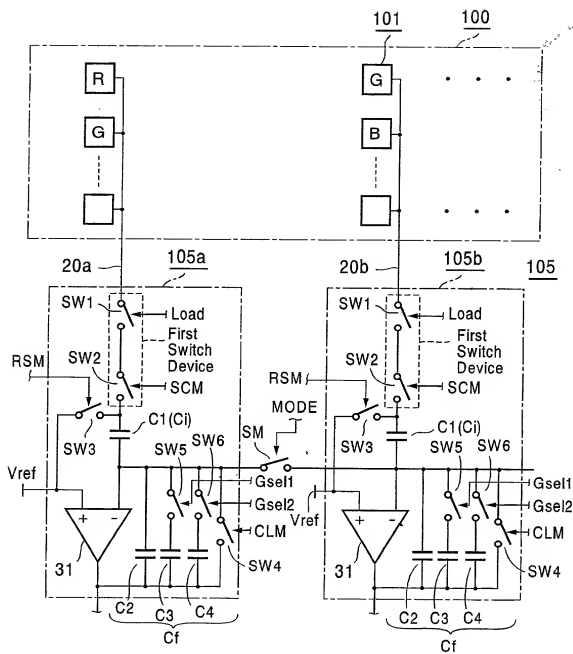 101
100
R
G
G
B
20a
105a
20b
105b
105
SW1
Load
First
Switch
Device
SW2
SCM
RSM
SW3
C1(Ci)
MODE
SM
SW5
SW6
Gsel1
Gsel2
CLM
SW4
Vref
+
-
31
C2
C3
C4
Cf
SW1
Load
First
Switch
Device
SW2
SCM
RSM
SW3
C1(Ci)
SW5
SW6
Gsel1
Gsel2
CLM
SW4
Vref
+
-
31
C2
C3
C4
Cf